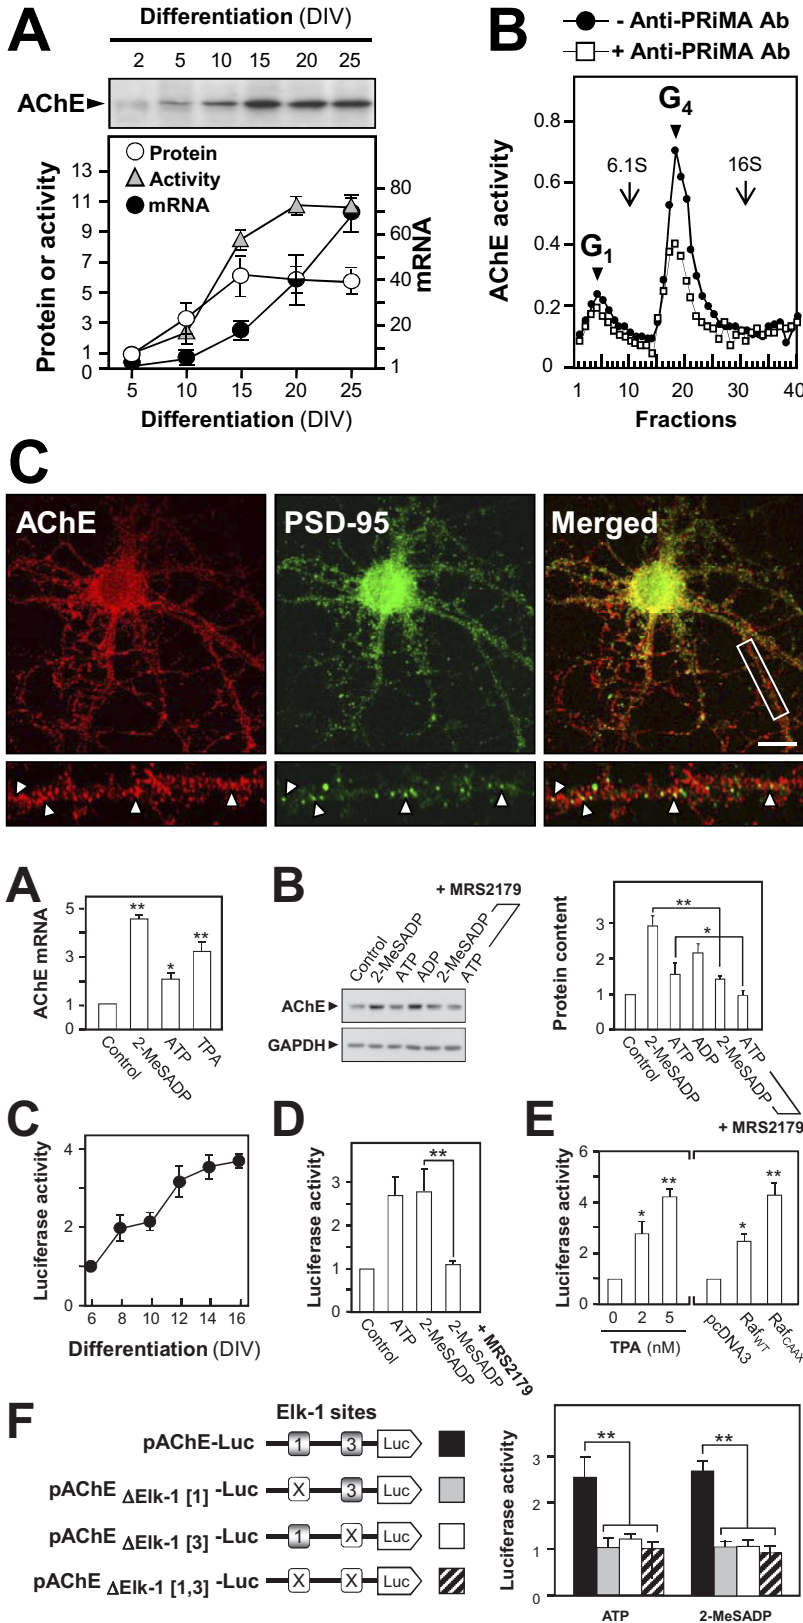 A
Differentiation (DIV)
2 5 10 15 20 25
AChE
Protein
Activity
mRNA
Protein or activity
13
11
9
7
5
3
1
0
80
60
40
20
1
mRNA
5 10 15 20 25
Differentiation (DIV)
B
- Anti-PRiMA Ab
+ Anti-PRiMA Ab
AChE activity
0.8
0.6
0.4
0.2
0
G1
6.1S
G4
16S
1 10 20 30 40
Fractions
C
AChE
PSD-95
Merged
A
AChE mRNA
5
3
1
0
**
*
**
Control
2-MeSADP
ATP
TPA
B
+ MRS2179
Control
2-MeSADP
ATP
ADP
2-MeSADP
ATP
AChE
GAPDH
Protein content
3
2
1
0
**
*
Control
2-MeSADP
ATP
ADP
2-MeSADP
ATP
+ MRS2179
C
Luciferase activity
4
2
0
6 8 10 12 14 16
Differentiation (DIV)
D
Luciferase activity
3
2
1
0
**
Control
ATP
2-MeSADP
2-MeSADP
+ MRS2179
E
Luciferase activity
6
4
2
0
*
**
*
**
0 2 5
TPA (nM)
pcDNA3
RafWT
RafCAAX
F
Elk-1 sites
pAChE-Luc 1 3 Luc
pAChE ΔElk-1 [1] -Luc X 3 Luc
pAChE ΔElk-1 [3] -Luc 1 X Luc
pAChE ΔElk-1 [1,3] -Luc X X Luc
Luciferase activity
3
2
1
0
**
**
ATP 2-MeSADP